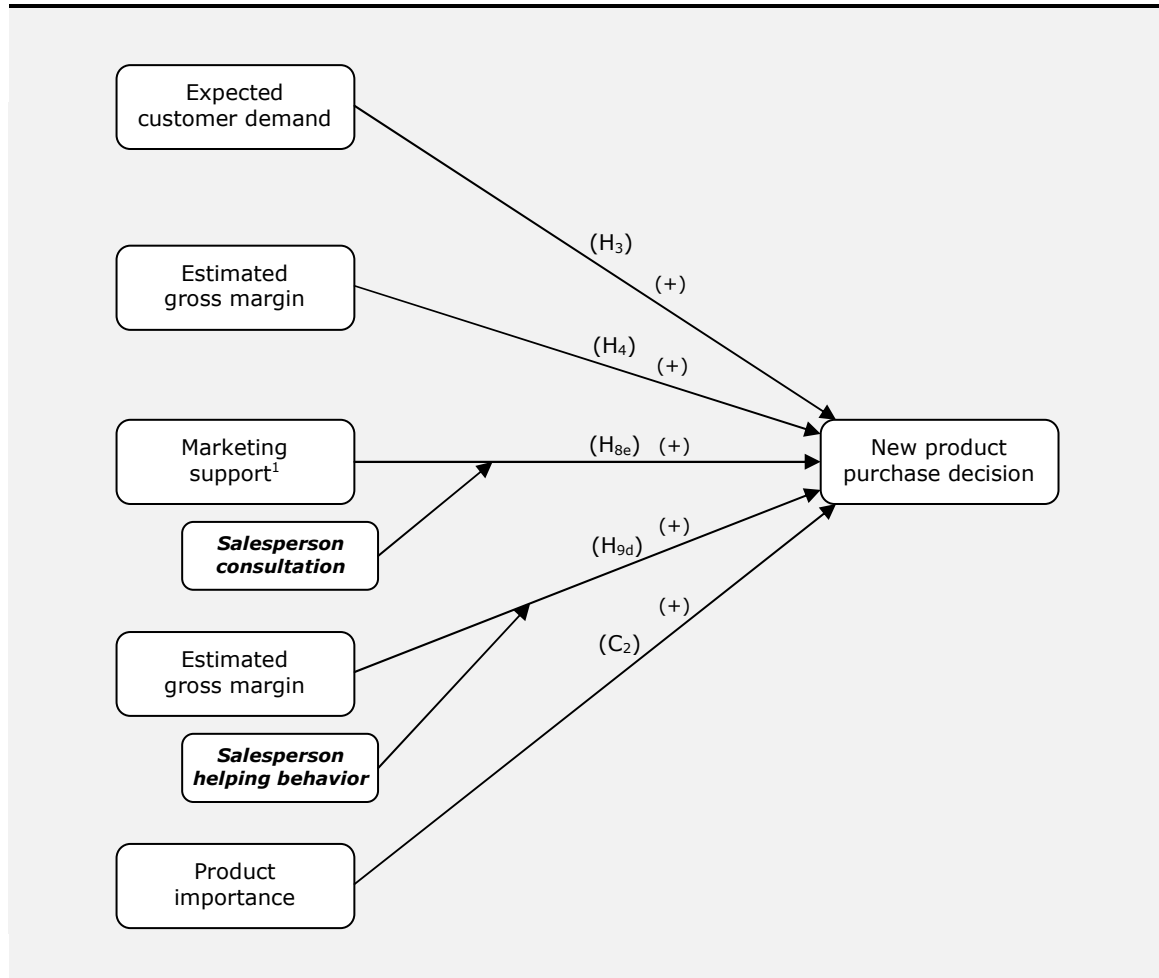 Expected
customer demand
(H₃)
(+)
Estimated
gross margin
(H₄)
(+)
Marketing
support¹
(H₈ₑ) (+)
New product
purchase decision
Salesperson
consultation
(+)
(H9d)
Estimated
gross margin
(+)
(C₂)
Salesperson
helping behavior
Product
importance